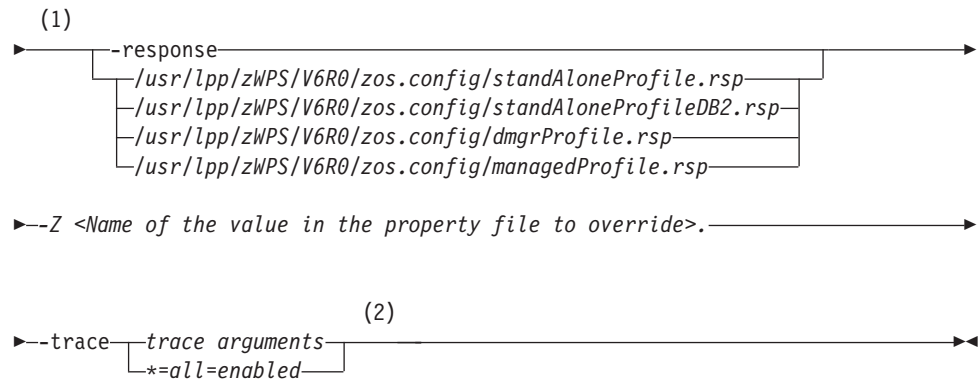 (1)
-response
/usr/lpp/zWPS/V6R0/zos.config/standAloneProfile.rsp
/usr/lpp/zWPS/V6R0/zos.config/standAloneProfileDB2.rsp
/usr/lpp/zWPS/V6R0/zos.config/dmgrProfile.rsp
/usr/lpp/zWPS/V6R0/zos.config/managedProfile.rsp
-Z <Name of the value in the property file to override>.
(2)
-trace trace arguments
*=all=enabled